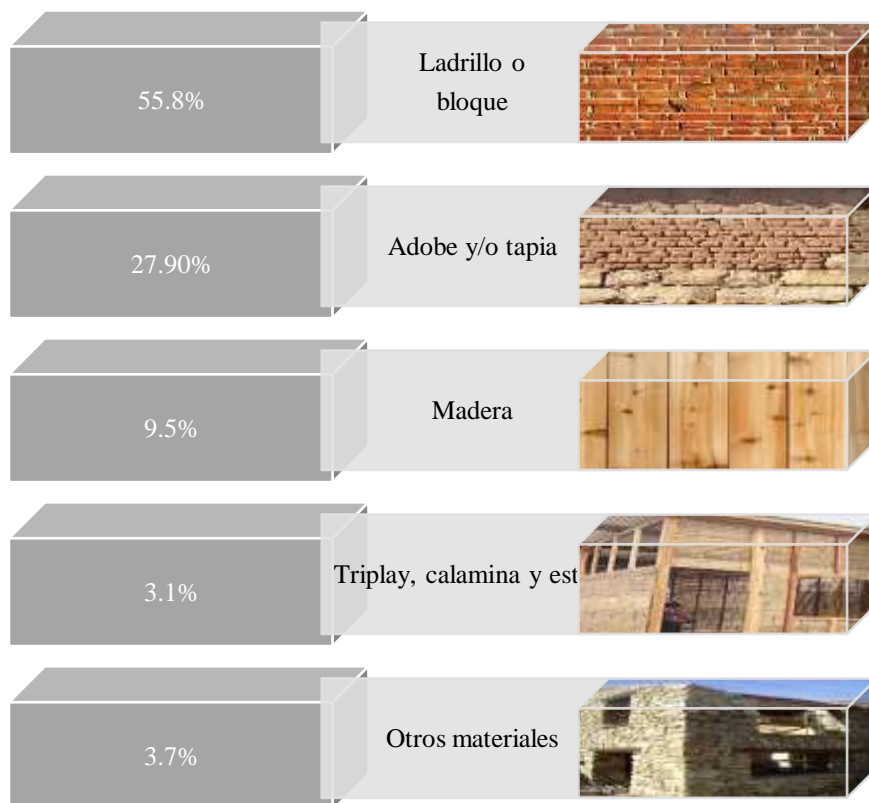 55.8%
Ladrillo o
bloque
27.90%
Adobe y/o tapia
9.5%
Madera
3.1%
Triplay, calamina y est
3.7%
Otros materiales